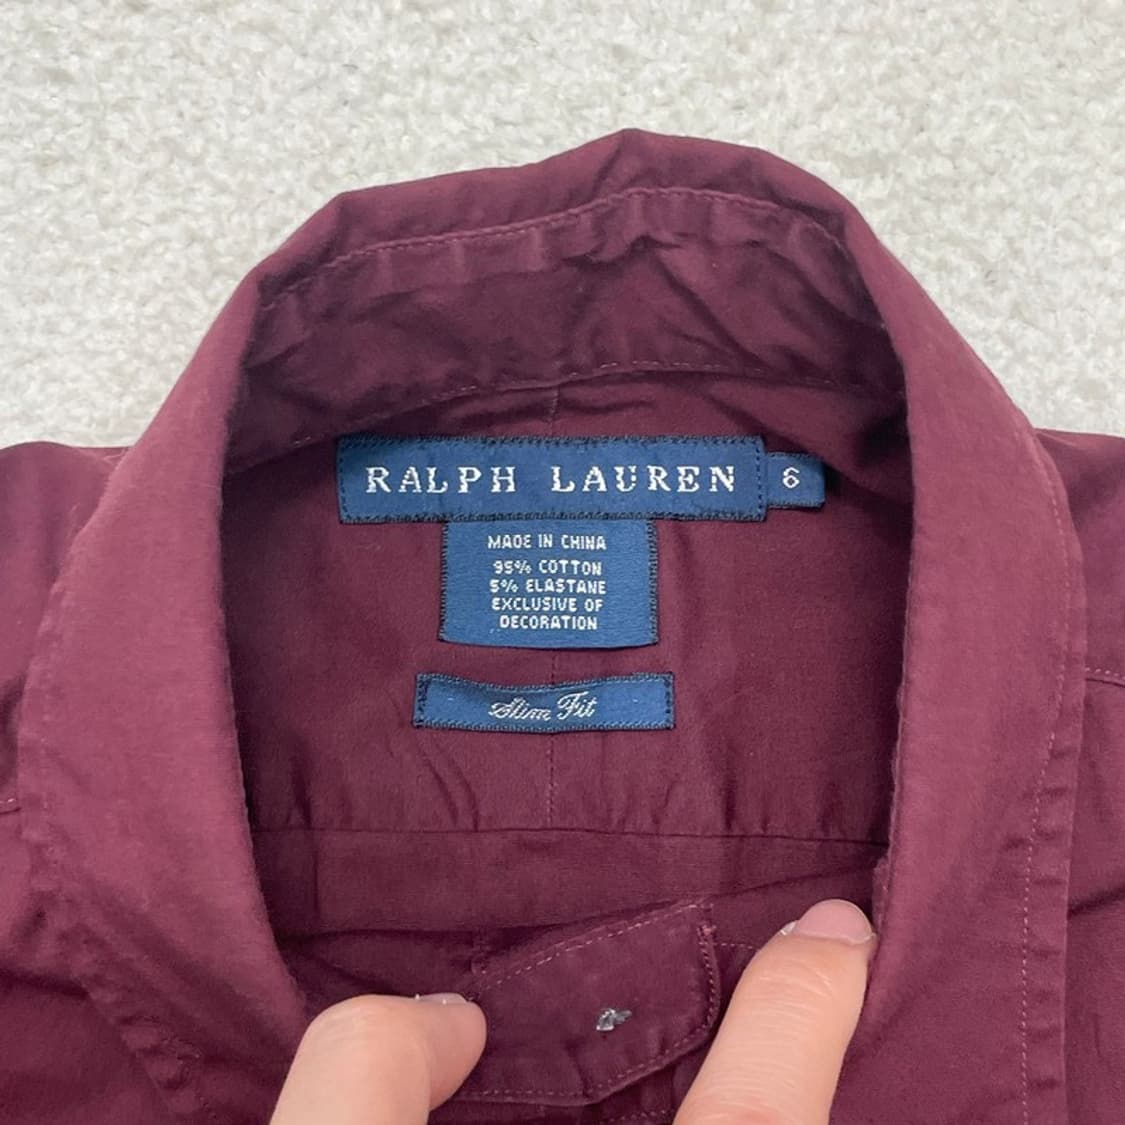 RALPH LAUREN 6
MADE IN CHINA
95% COTTON
5% ELASTANE
EXCLUSIVE OF
DECORATION
Slim Fit